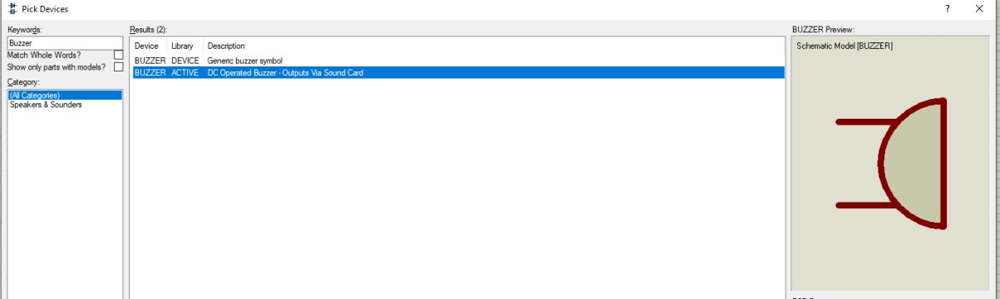 Pick Devices
? ×
Keywords:
Buzzer
Match Whole Words?
Show only parts with models?
Category:
(All Categories)
Speakers & Sounders
Results (2):
Device Library Description
BUZZER DEVICE Generic buzzer symbol
BUZZER ACTIVE DC Operated Buzzer - Outputs Via Sound Card
BUZZER Preview:
Schematic Model [BUZZER]